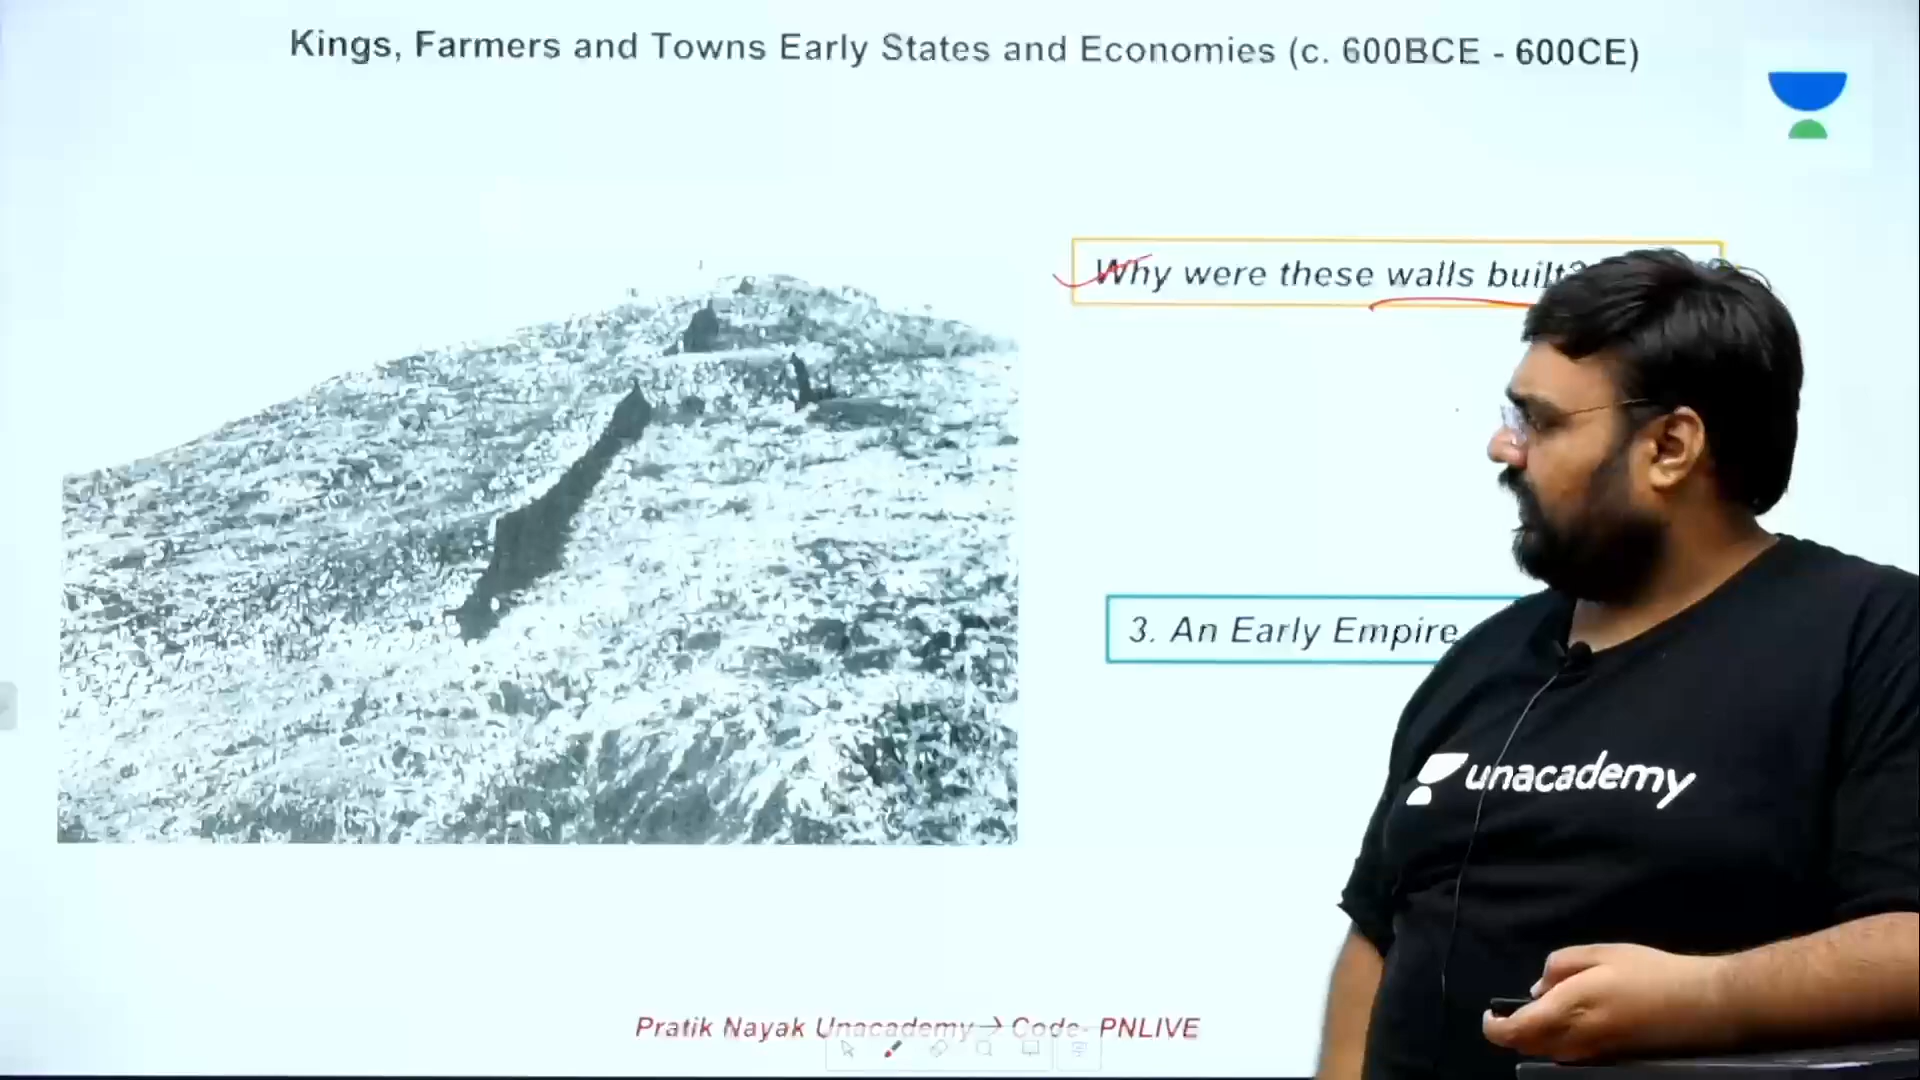 Kings, Farmers and Towns Early States and Economies (c. 600BCE - 600CE)
Why were these walls built?
3. An Early Empire
unacademy
Pratik Nayak Unacademy → Code- PNLIVE